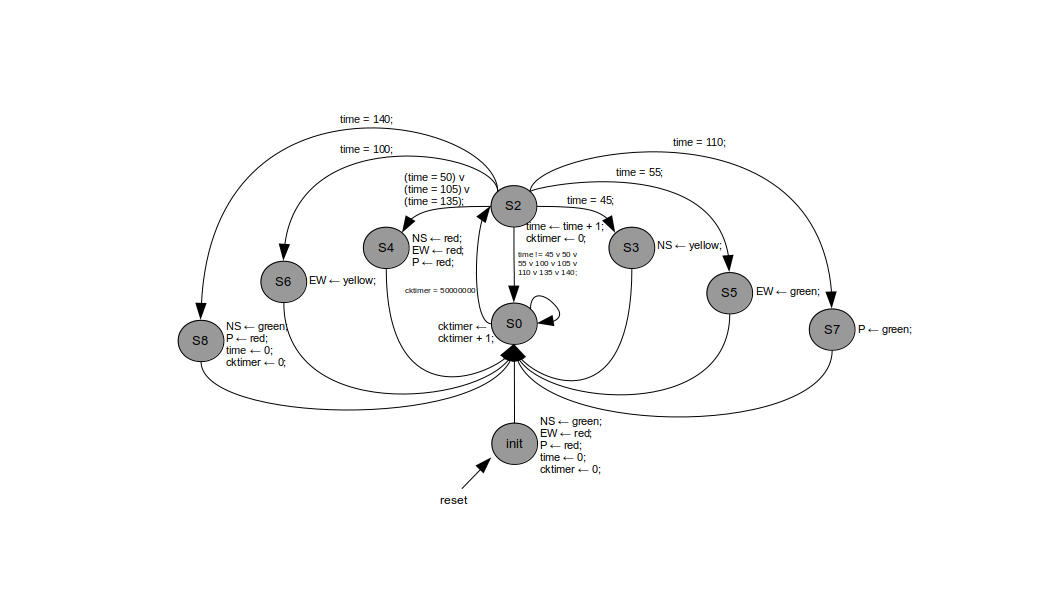 time = 140;
time = 110;
time = 100;
time = 55;
(time = 50) v
(time = 105) v
(time = 135);
time = 45;
S2
time ← time + 1;
cktimer ← 0;
S4
NS ← red;
EW ← red;
P ← red;
S3
NS ← yellow;
time != 45 v 50 v
55 v 100 v 105 v
110 v 135 v 140;
S6
EW ← yellow;
cktimer = 50000000
S5
EW ← green;
S0
cktimer ←
cktimer + 1;
S8
NS ← green;
P ← red;
time ← 0;
cktimer ← 0;
S7
P ← green;
init
NS ← green;
EW ← red;
P ← red;
time ← 0;
cktimer ← 0;
reset